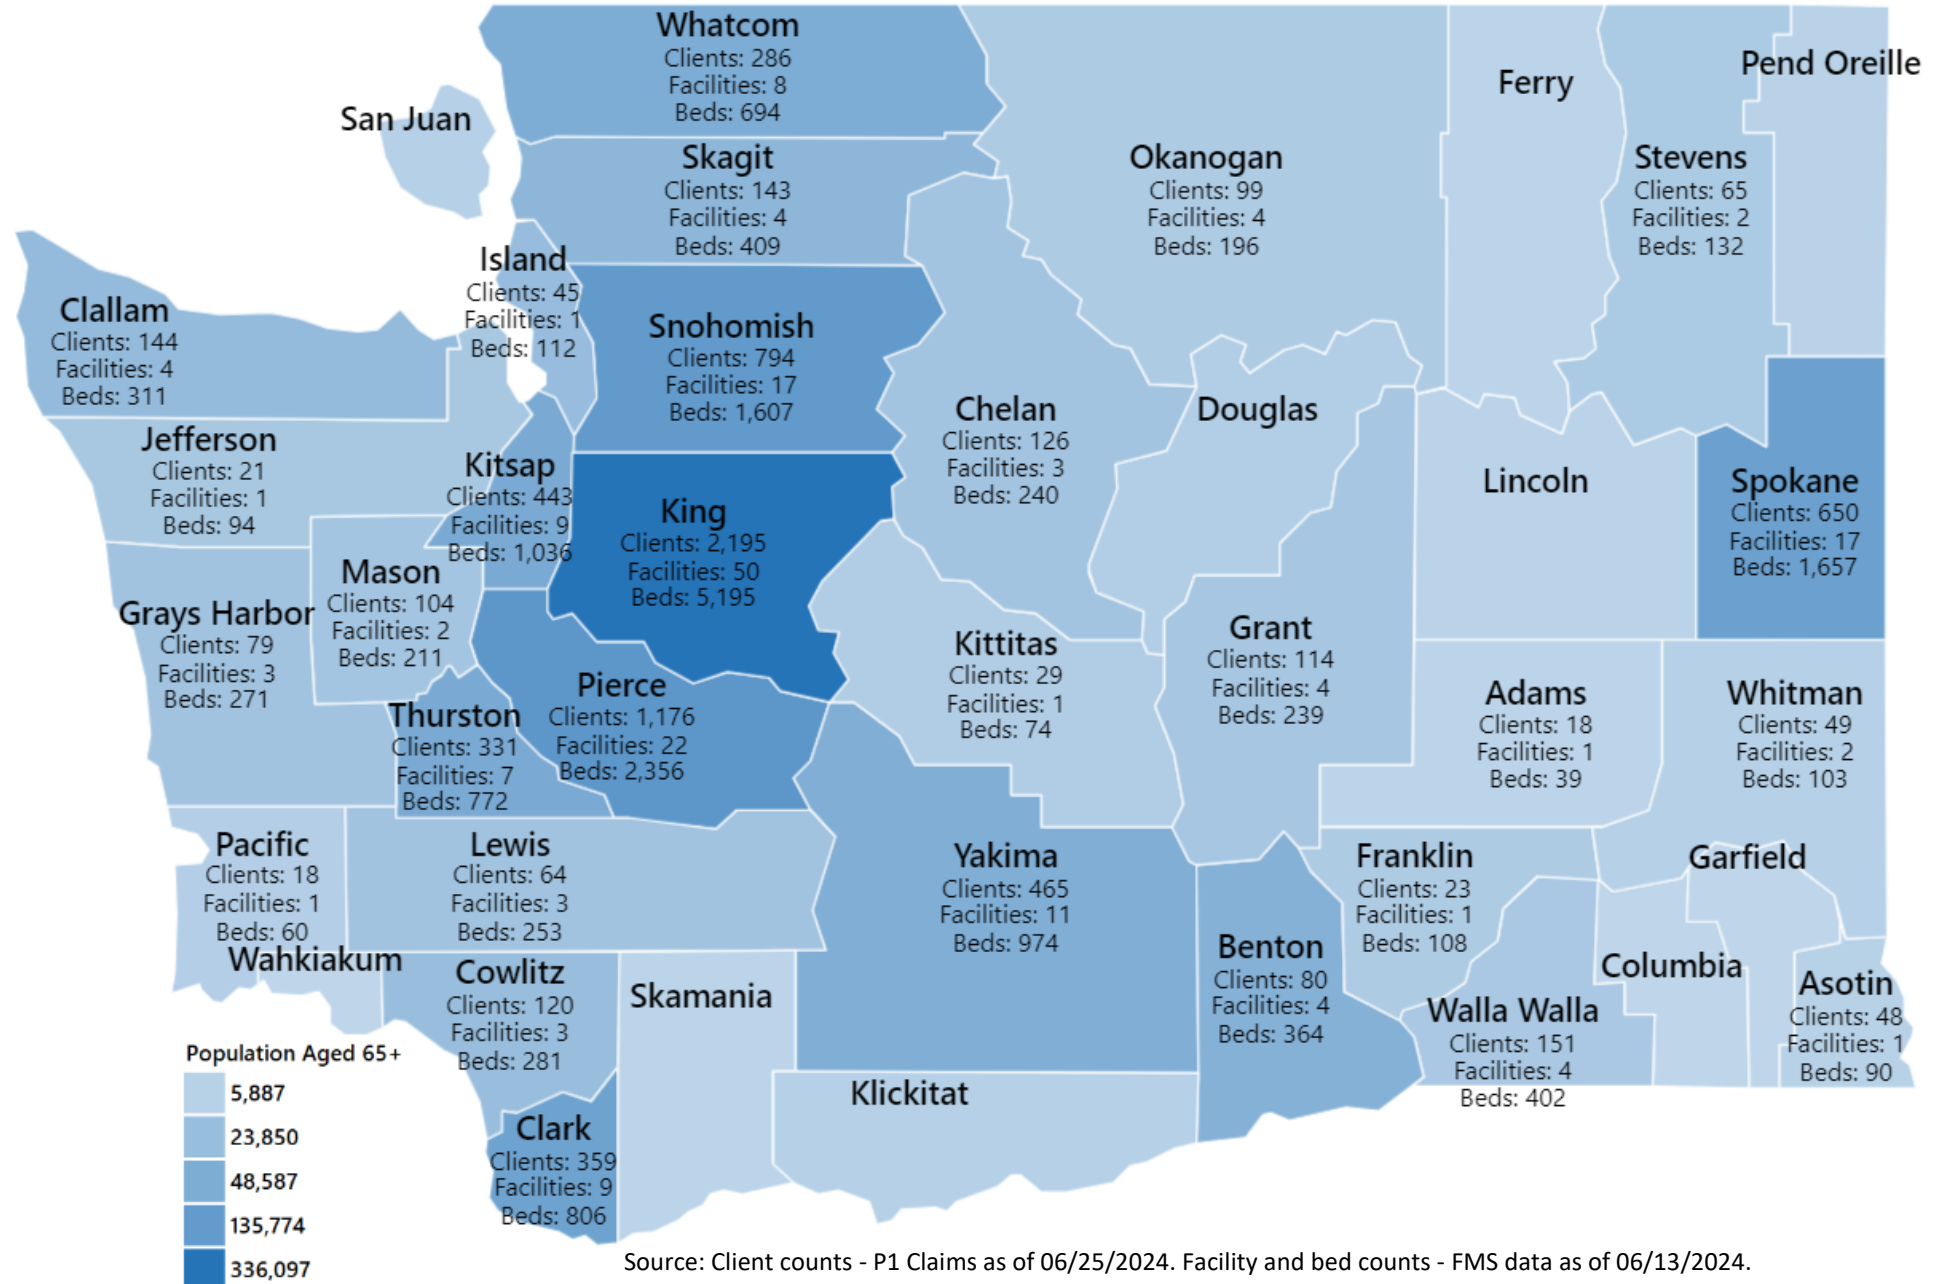 Whatcom
Clients: 286
Facilities: 8
Beds: 694
San Juan
Skagit
Clients: 143
Facilities: 4
Beds: 409
Okanogan
Clients: 99
Facilities: 4
Beds: 196
Ferry
Stevens
Clients: 65
Facilities: 2
Beds: 132
Pend Oreille
Island
Clients: 45
Facilities: 1
Beds: 112
Clallam
Clients: 144
Facilities: 4
Beds: 311
Snohomish
Clients: 794
Facilities: 17
Beds: 1,607
Jefferson
Clients: 21
Facilities: 1
Beds: 94
Kitsap
Clients: 443
Facilities: 9
Beds: 1,036
King
Clients: 2,195
Facilities: 50
Beds: 5,195
Chelan
Clients: 126
Facilities: 3
Beds: 240
Douglas
Lincoln
Spokane
Clients: 650
Facilities: 17
Beds: 1,657
Grays Harbor
Clients: 79
Facilities: 3
Beds: 271
Mason
Clients: 104
Facilities: 2
Beds: 211
Thurston
Clients: 331
Facilities: 7
Beds: 772
Pierce
Clients: 1,176
Facilities: 22
Beds: 2,356
Kittitas
Clients: 29
Facilities: 1
Beds: 74
Grant
Clients: 114
Facilities: 4
Beds: 239
Adams
Clients: 18
Facilities: 1
Beds: 39
Whitman
Clients: 49
Facilities: 2
Beds: 103
Pacific
Clients: 18
Facilities: 1
Beds: 60
Wahkiakum
Lewis
Clients: 64
Facilities: 3
Beds: 253
Cowlitz
Clients: 120
Facilities: 3
Beds: 281
Skamania
Yakima
Clients: 465
Facilities: 11
Beds: 974
Benton
Clients: 80
Facilities: 4
Beds: 364
Franklin
Clients: 23
Facilities: 1
Beds: 108
Garfield
Columbia
Walla Walla
Clients: 151
Facilities: 4
Beds: 402
Asotin
Clients: 48
Facilities: 1
Beds: 90
Klickitat
Clark
Clients: 359
Facilities: 9
Beds: 806
Population Aged 65+
5,887
23,850
48,587
135,774
336,097
Source: Client counts - P1 Claims as of 06/25/2024. Facility and bed counts - FMS data as of 06/13/2024.